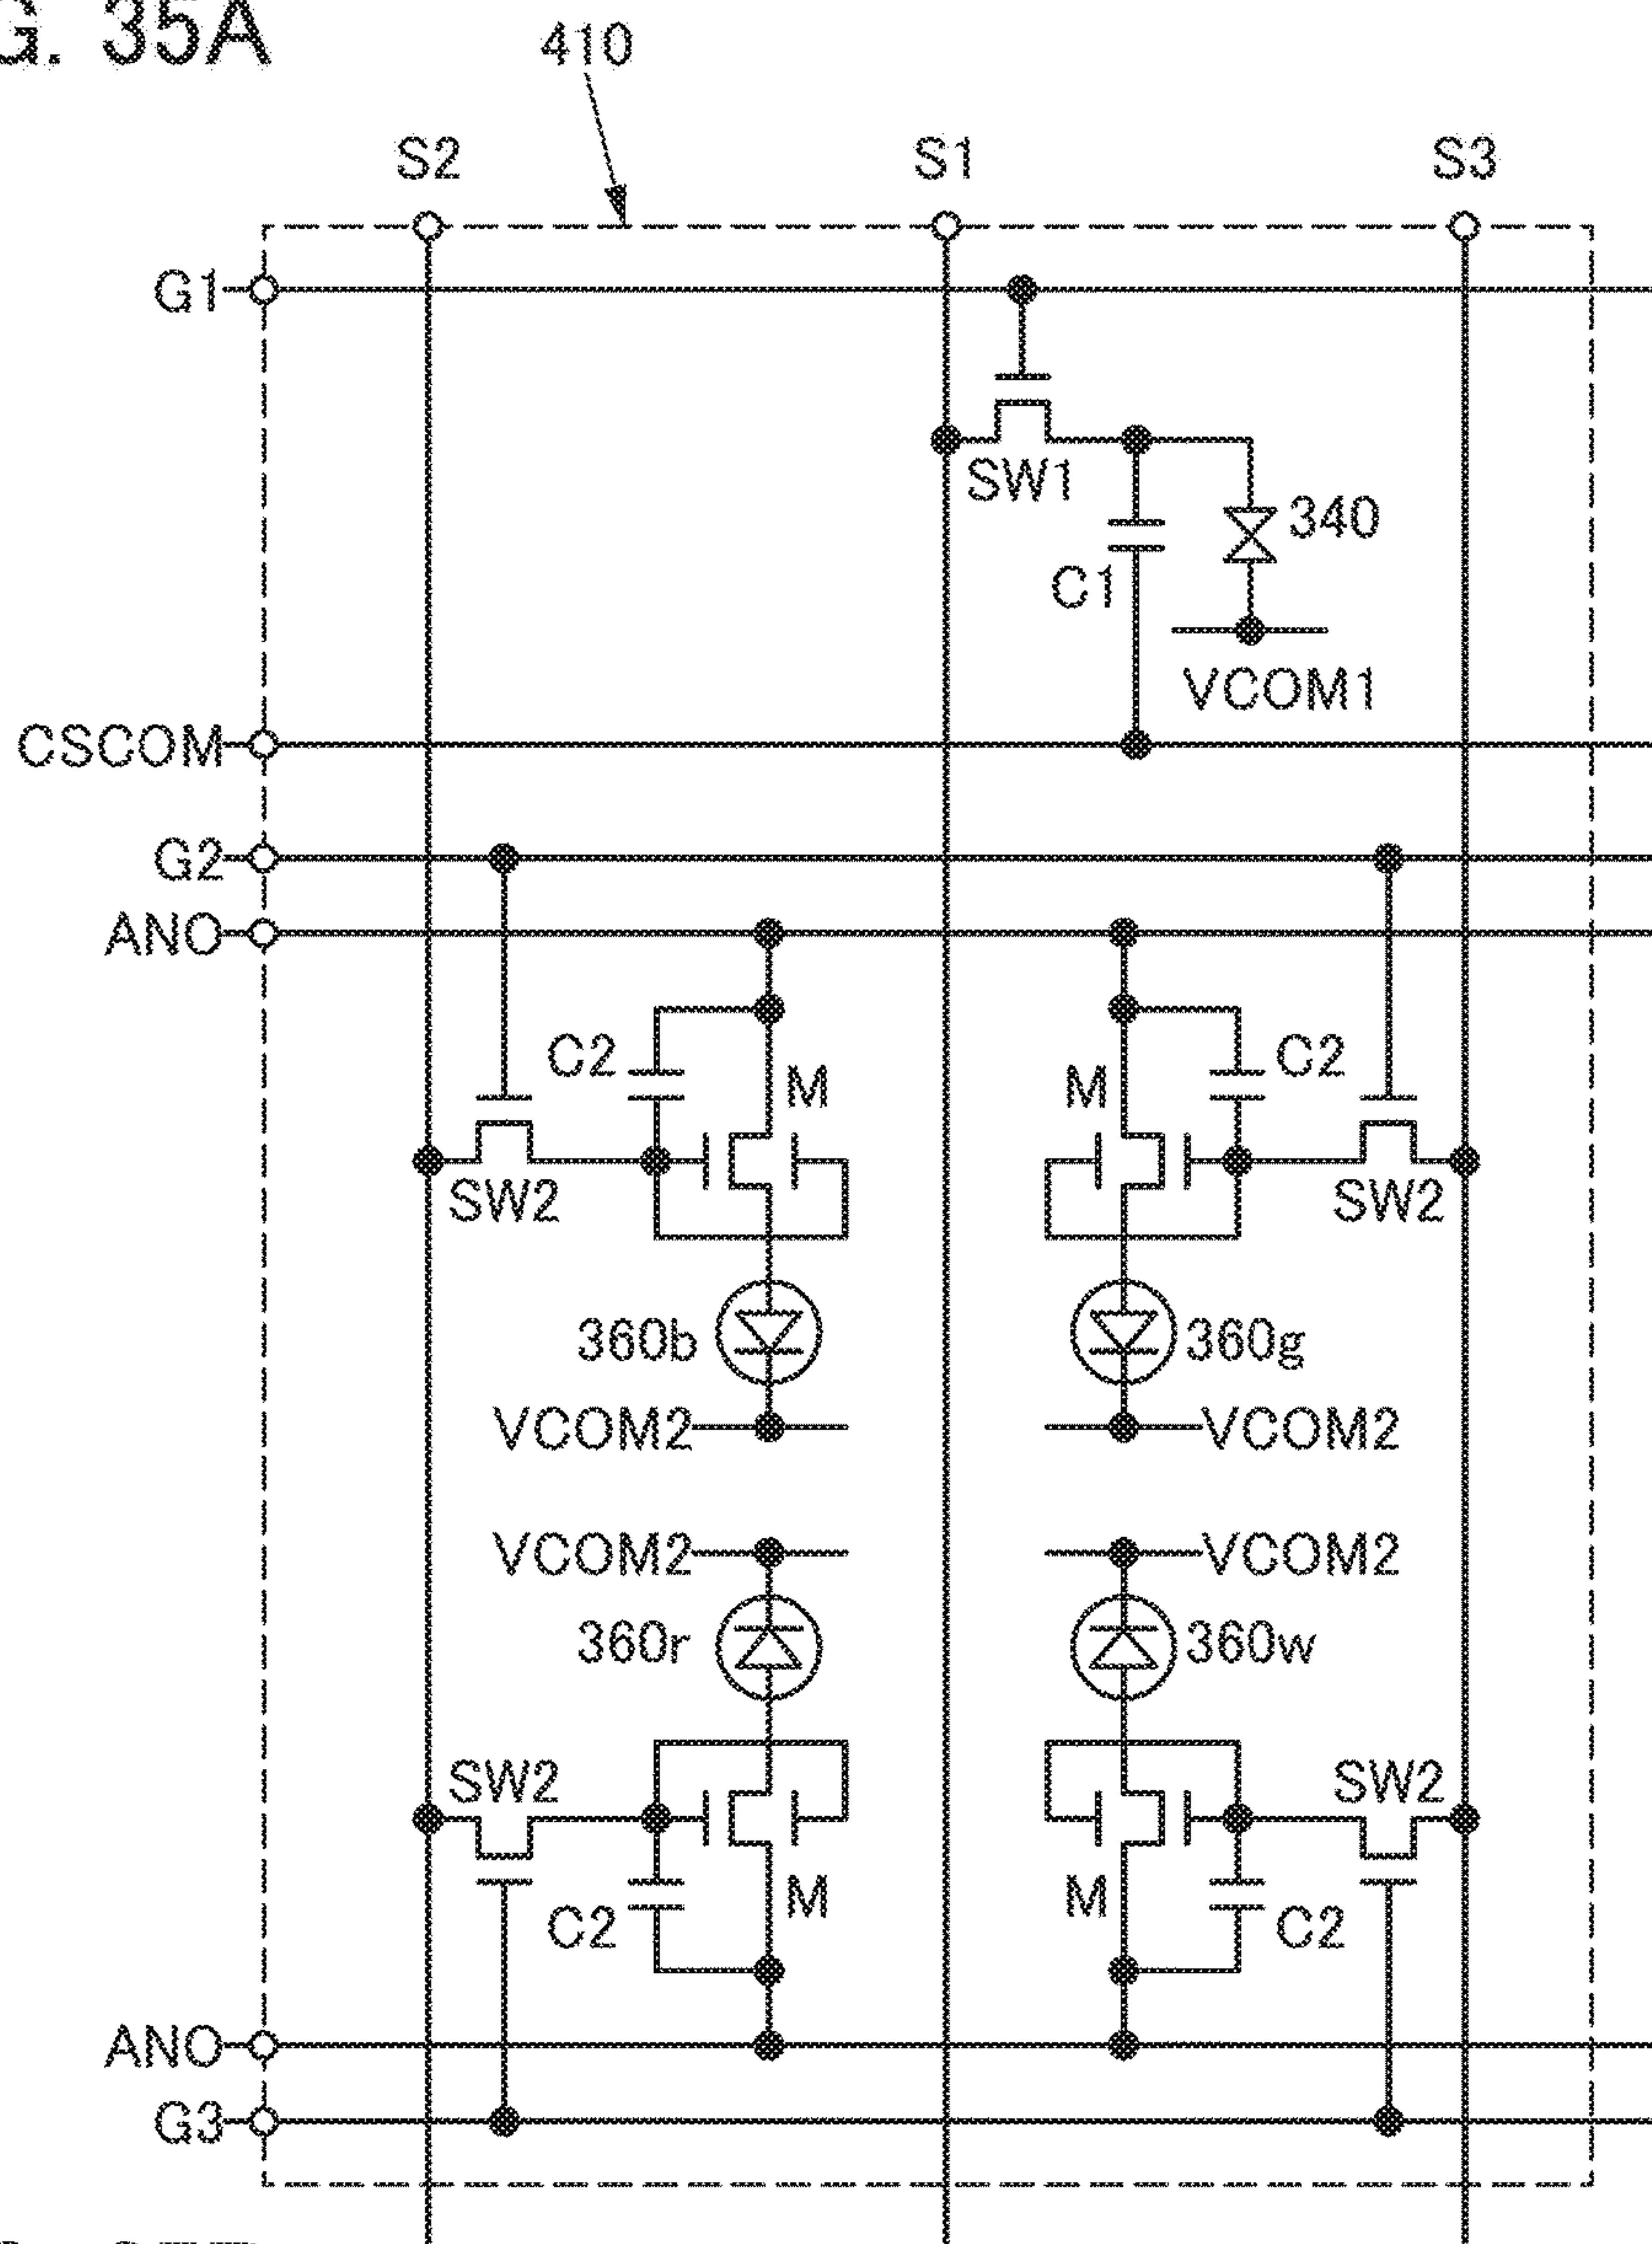 G. 35A
410
S2 S1 S3
G1
SW1
340
C1
VCOM1
CSCOM
G2
ANO
C2 M M C2
SW2 SW2
360b 360g
VCOM2 VCOM2
VCOM2 VCOM2
360r 360w
SW2 SW2
C2 M M C2
ANO
G3